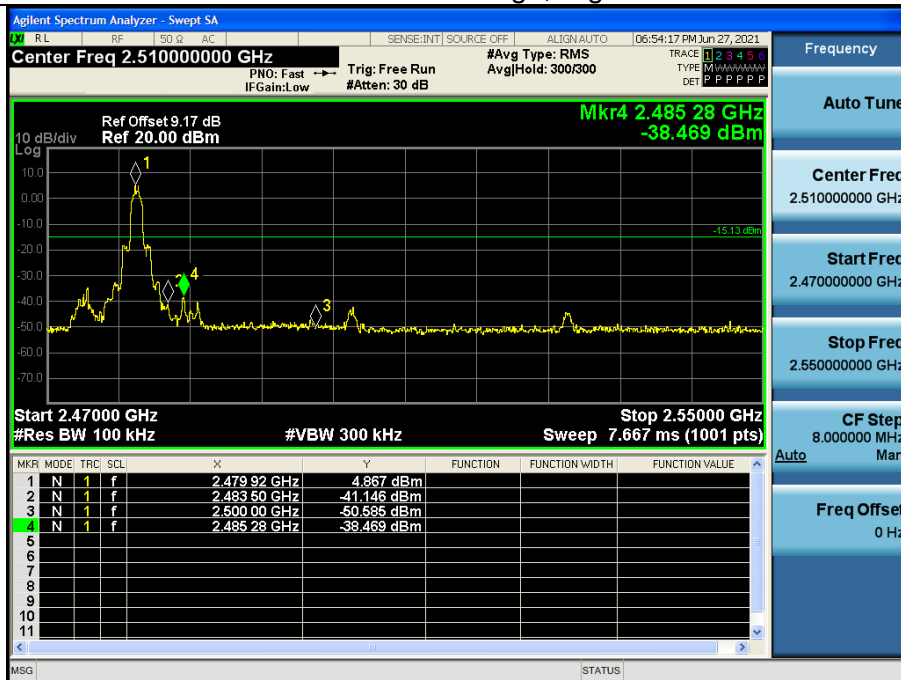 Agilent Spectrum Analyzer - Swept SA
LXI RL RF 50 Ω AC SENSE:INT SOURCE OFF ALIGN AUTO 06:54:17 PM Jun 27, 2021
Center Freq 2.510000000 GHz
PNO: Fast
IFGain:Low
Trig: Free Run
#Atten: 30 dB
#Avg Type: RMS
Avg|Hold: 300/300
TRACE 1 2 3 4 5 6
TYPE M WWWWW
DET P P P P P P
Mkr4 2.485 28 GHz
-38.469 dBm
Ref Offset 9.17 dB
10 dB/div Ref 20.00 dBm
Log
10.0
0.00
-10.0
-20.0
-30.0
-40.0
-50.0
-60.0
-70.0
1
4
3
-15.13 dBm
Start 2.47000 GHz Stop 2.55000 GHz
#Res BW 100 kHz #VBW 300 kHz Sweep 7.667 ms (1001 pts)
MKR MODE TRC SCL X Y FUNCTION FUNCTION WIDTH FUNCTION VALUE
1 N 1 f 2.479 92 GHz 4.867 dBm
2 N 1 f 2.483 50 GHz -41.146 dBm
3 N 1 f 2.500 00 GHz -50.585 dBm
4 N 1 f 2.485 28 GHz -38.469 dBm
5
6
7
8
9
10
11
MSG STATUS
Frequency
Auto Tune
Center Freq
2.510000000 GHz
Start Freq
2.470000000 GHz
Stop Freq
2.550000000 GHz
CF Step
8.000000 MHz
Auto Man
Freq Offset
0 Hz